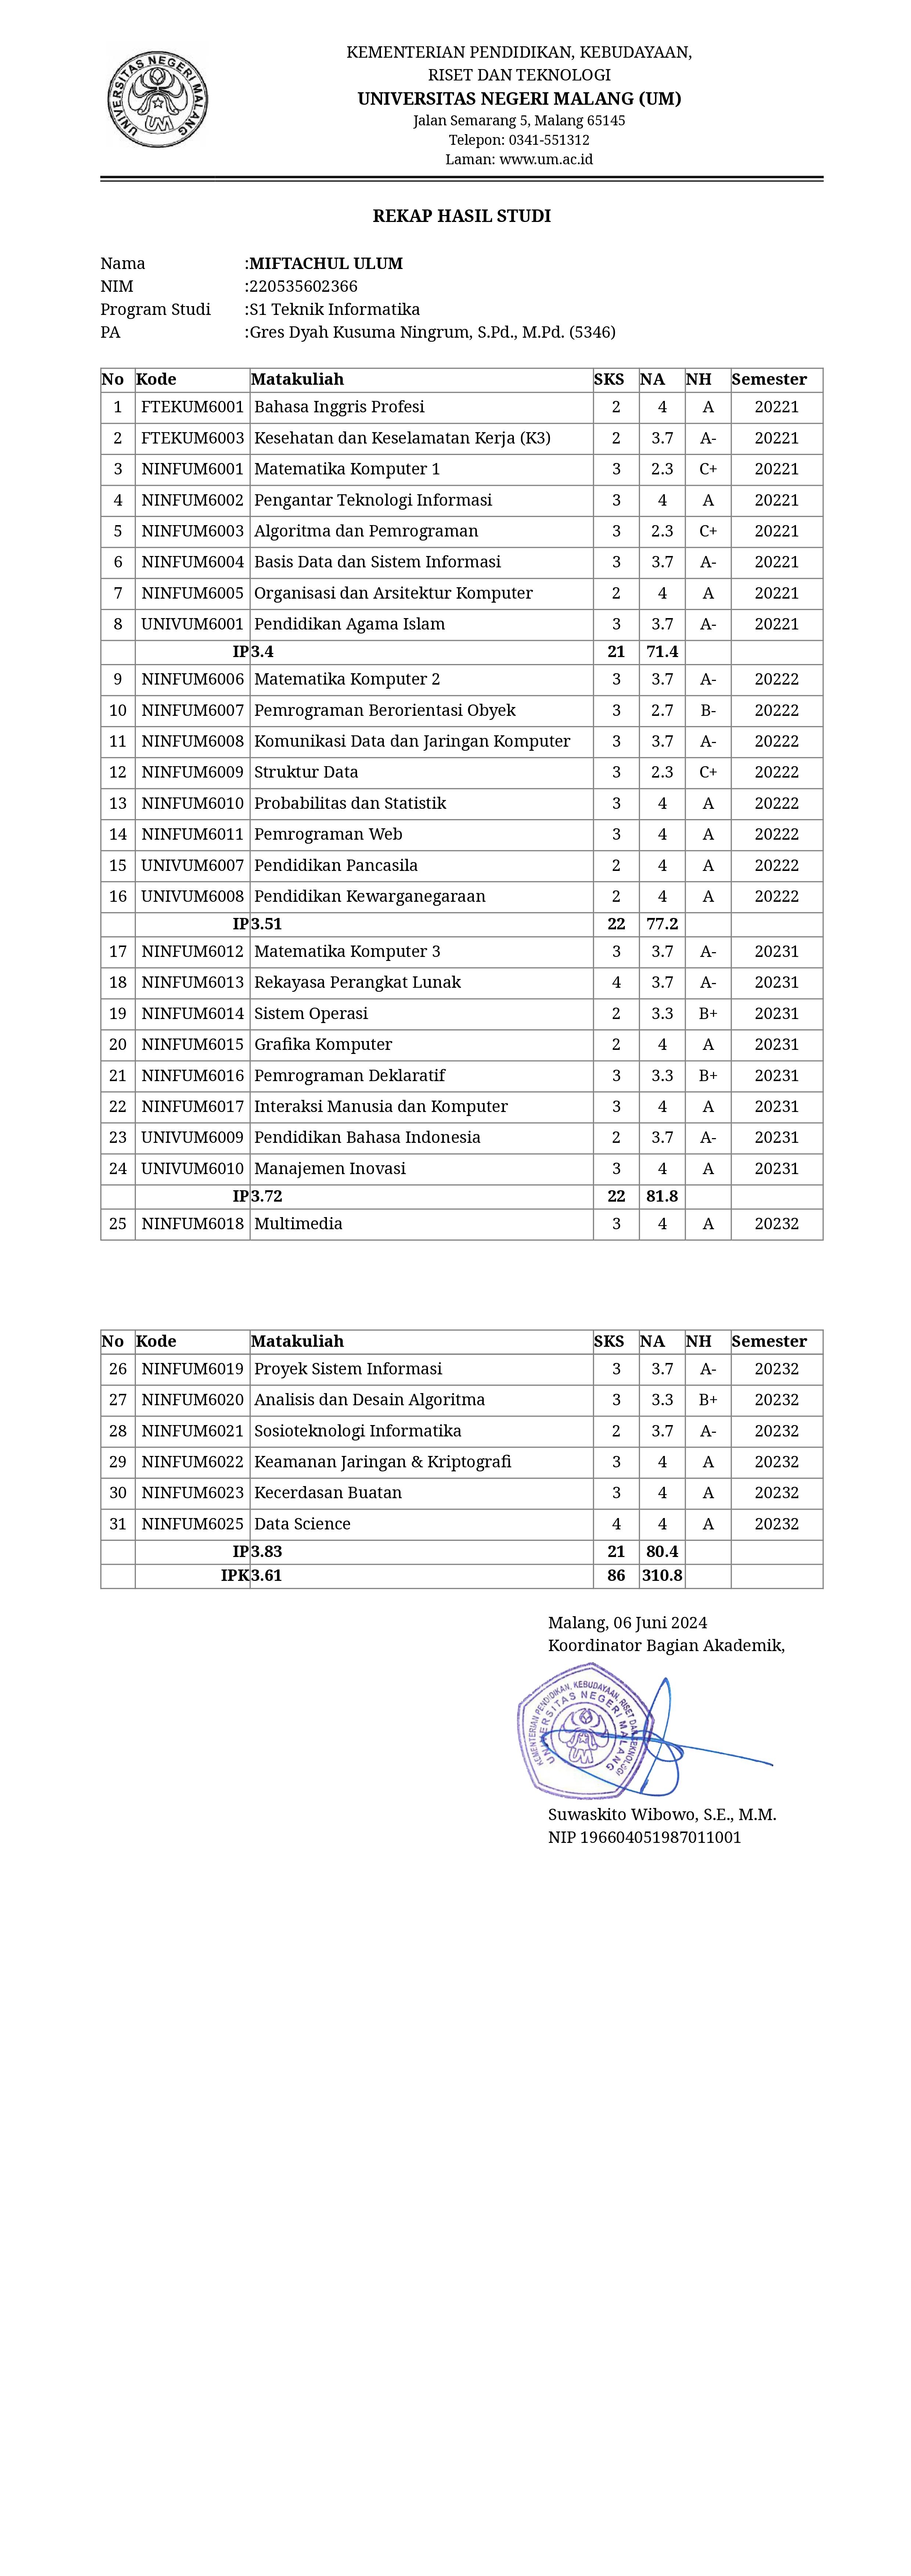 UNIVERSITAS NEGERI MALANG
UM
KEMENTERIAN PENDIDIKAN, KEBUDAYAAN,
RISET DAN TEKNOLOGI
UNIVERSITAS NEGERI MALANG (UM)
Jalan Semarang 5, Malang 65145
Telepon: 0341-551312
Laman: www.um.ac.id
REKAP HASIL STUDI
Nama :MIFTACHUL ULUM
NIM :220535602366
Program Studi :S1 Teknik Informatika
PA :Gres Dyah Kusuma Ningrum, S.Pd., M.Pd. (5346)
No Kode Matakuliah SKS NA NH Semester
1 FTEKUM6001 Bahasa Inggris Profesi 2 4 A 20221
2 FTEKUM6003 Kesehatan dan Keselamatan Kerja (K3) 2 3.7 A- 20221
3 NINFUM6001 Matematika Komputer 1 3 2.3 C+ 20221
4 NINFUM6002 Pengantar Teknologi Informasi 3 4 A 20221
5 NINFUM6003 Algoritma dan Pemrograman 3 2.3 C+ 20221
6 NINFUM6004 Basis Data dan Sistem Informasi 3 3.7 A- 20221
7 NINFUM6005 Organisasi dan Arsitektur Komputer 2 4 A 20221
8 UNIVUM6001 Pendidikan Agama Islam 3 3.7 A- 20221
IP 3.4 21 71.4
9 NINFUM6006 Matematika Komputer 2 3 3.7 A- 20222
10 NINFUM6007 Pemrograman Berorientasi Obyek 3 2.7 B- 20222
11 NINFUM6008 Komunikasi Data dan Jaringan Komputer 3 3.7 A- 20222
12 NINFUM6009 Struktur Data 3 2.3 C+ 20222
13 NINFUM6010 Probabilitas dan Statistik 3 4 A 20222
14 NINFUM6011 Pemrograman Web 3 4 A 20222
15 UNIVUM6007 Pendidikan Pancasila 2 4 A 20222
16 UNIVUM6008 Pendidikan Kewarganegaraan 2 4 A 20222
IP 3.51 22 77.2
17 NINFUM6012 Matematika Komputer 3 3 3.7 A- 20231
18 NINFUM6013 Rekayasa Perangkat Lunak 4 3.7 A- 20231
19 NINFUM6014 Sistem Operasi 2 3.3 B+ 20231
20 NINFUM6015 Grafika Komputer 2 4 A 20231
21 NINFUM6016 Pemrograman Deklaratif 3 3.3 B+ 20231
22 NINFUM6017 Interaksi Manusia dan Komputer 3 4 A 20231
23 UNIVUM6009 Pendidikan Bahasa Indonesia 2 3.7 A- 20231
24 UNIVUM6010 Manajemen Inovasi 3 4 A 20231
IP 3.72 22 81.8
25 NINFUM6018 Multimedia 3 4 A 20232
No Kode Matakuliah SKS NA NH Semester
26 NINFUM6019 Proyek Sistem Informasi 3 3.7 A- 20232
27 NINFUM6020 Analisis dan Desain Algoritma 3 3.3 B+ 20232
28 NINFUM6021 Sosioteknologi Informatika 2 3.7 A- 20232
29 NINFUM6022 Keamanan Jaringan & Kriptografi 3 4 A 20232
30 NINFUM6023 Kecerdasan Buatan 3 4 A 20232
31 NINFUM6025 Data Science 4 4 A 20232
IP 3.83 21 80.4
IPK 3.61 86 310.8
Malang, 06 Juni 2024
Koordinator Bagian Akademik,
KEMENTERIAN PENDIDIKAN, KEBUDAYAAN, RISET DAN TEKNOLOGI
UNIVERSITAS NEGERI MALANG
UM
Suwaskito Wibowo, S.E., M.M.
NIP 196604051987011001